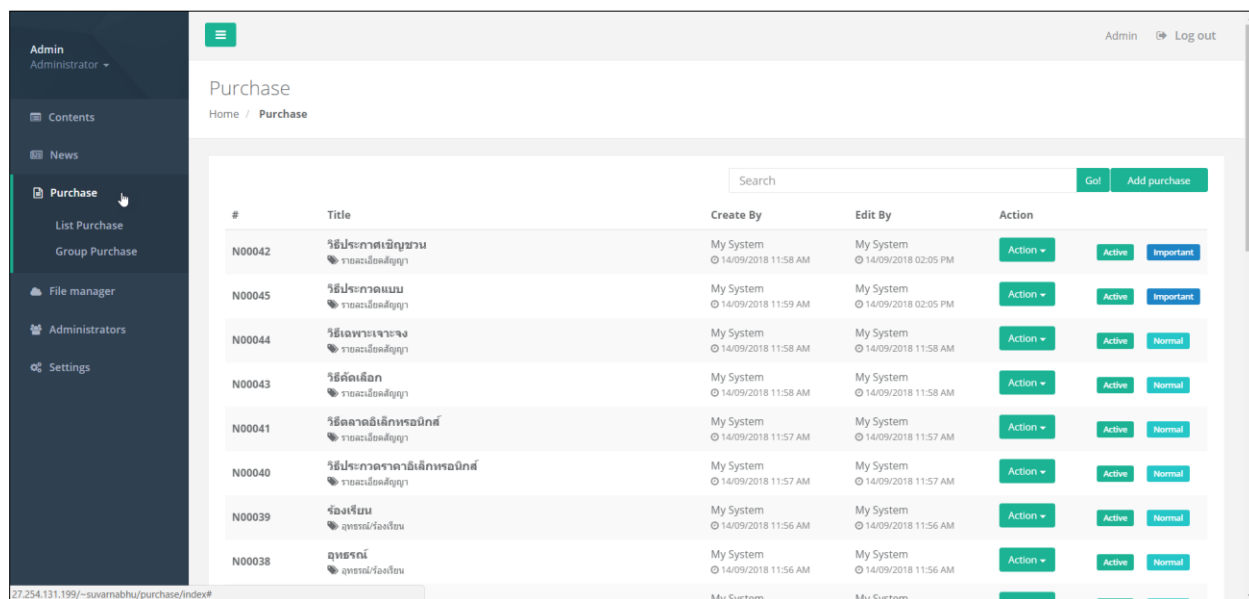 Admin
Administrator
Admin Log out
Purchase
Home / Purchase
Contents
News
Purchase
List Purchase
Group Purchase
File manager
Administrators
Settings
Search Go! Add purchase
# Title Create By Edit By Action
N00042 วิธีประกาศเชิญชวน My System My System Action Active Important
รายละเอียดสัญญา 14/09/2018 11:58 AM 14/09/2018 02:05 PM
N00045 วิธีประกวดแบบ My System My System Action Active Important
รายละเอียดสัญญา 14/09/2018 11:59 AM 14/09/2018 02:05 PM
N00044 วิธีเฉพาะเจาะจง My System My System Action Active Normal
รายละเอียดสัญญา 14/09/2018 11:58 AM 14/09/2018 11:58 AM
N00043 วิธีคัดเลือก My System My System Action Active Normal
รายละเอียดสัญญา 14/09/2018 11:58 AM 14/09/2018 11:58 AM
N00041 วิธีตลาดอิเล็กทรอนิกส์ My System My System Action Active Normal
รายละเอียดสัญญา 14/09/2018 11:57 AM 14/09/2018 11:57 AM
N00040 วิธีประกวดราคาอิเล็กทรอนิกส์ My System My System Action Active Normal
รายละเอียดสัญญา 14/09/2018 11:57 AM 14/09/2018 11:57 AM
N00039 ร้องเรียน My System My System Action Active Normal
อุทธรณ์/ร้องเรียน 14/09/2018 11:56 AM 14/09/2018 11:56 AM
N00038 อุทธรณ์ My System My System Action Active Normal
อุทธรณ์/ร้องเรียน 14/09/2018 11:56 AM 14/09/2018 11:56 AM
My System My System
27.254.131.199/~suvarnabhu/purchase/index#